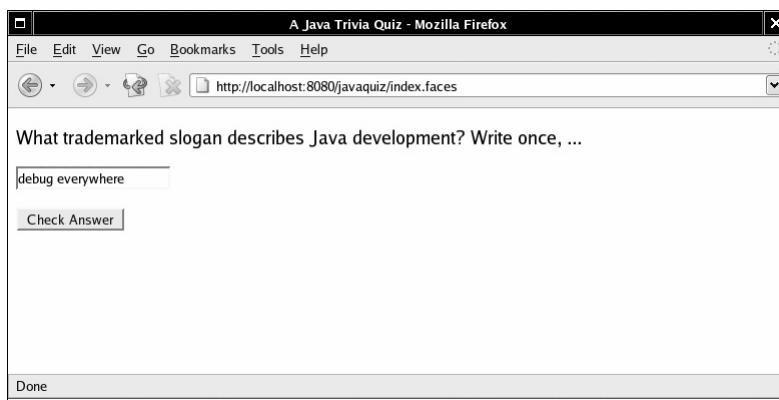 A Java Trivia Quiz - Mozilla Firefox
File Edit View Go Bookmarks Tools Help
http://localhost:8080/javaquiz/index.faces
What trademarked slogan describes Java development? Write once, ...
debug everywhere
Check Answer
Done